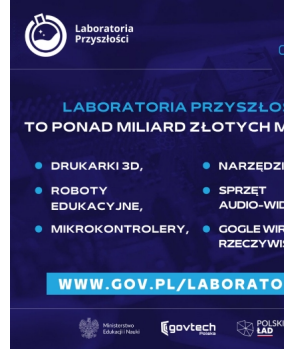 Laboratoria
Przyszłości
LABORATORIA PRZYSZŁOŚ
TO PONAD MILIARD ZŁOTYCH
DRUKARKI 3D,
ROBOTY
EDUKACYJNE,
MIKROKONTROLERY,
NARZĘDZI
SPRZĘT
AUDIO-WID
GOGLE WIR
RZECZYWIS
WWW.GOV.PL/LABORATO
Ministerstwo
Edukacji i Nauki
govtech
Polska
POLSKI
ŁAD